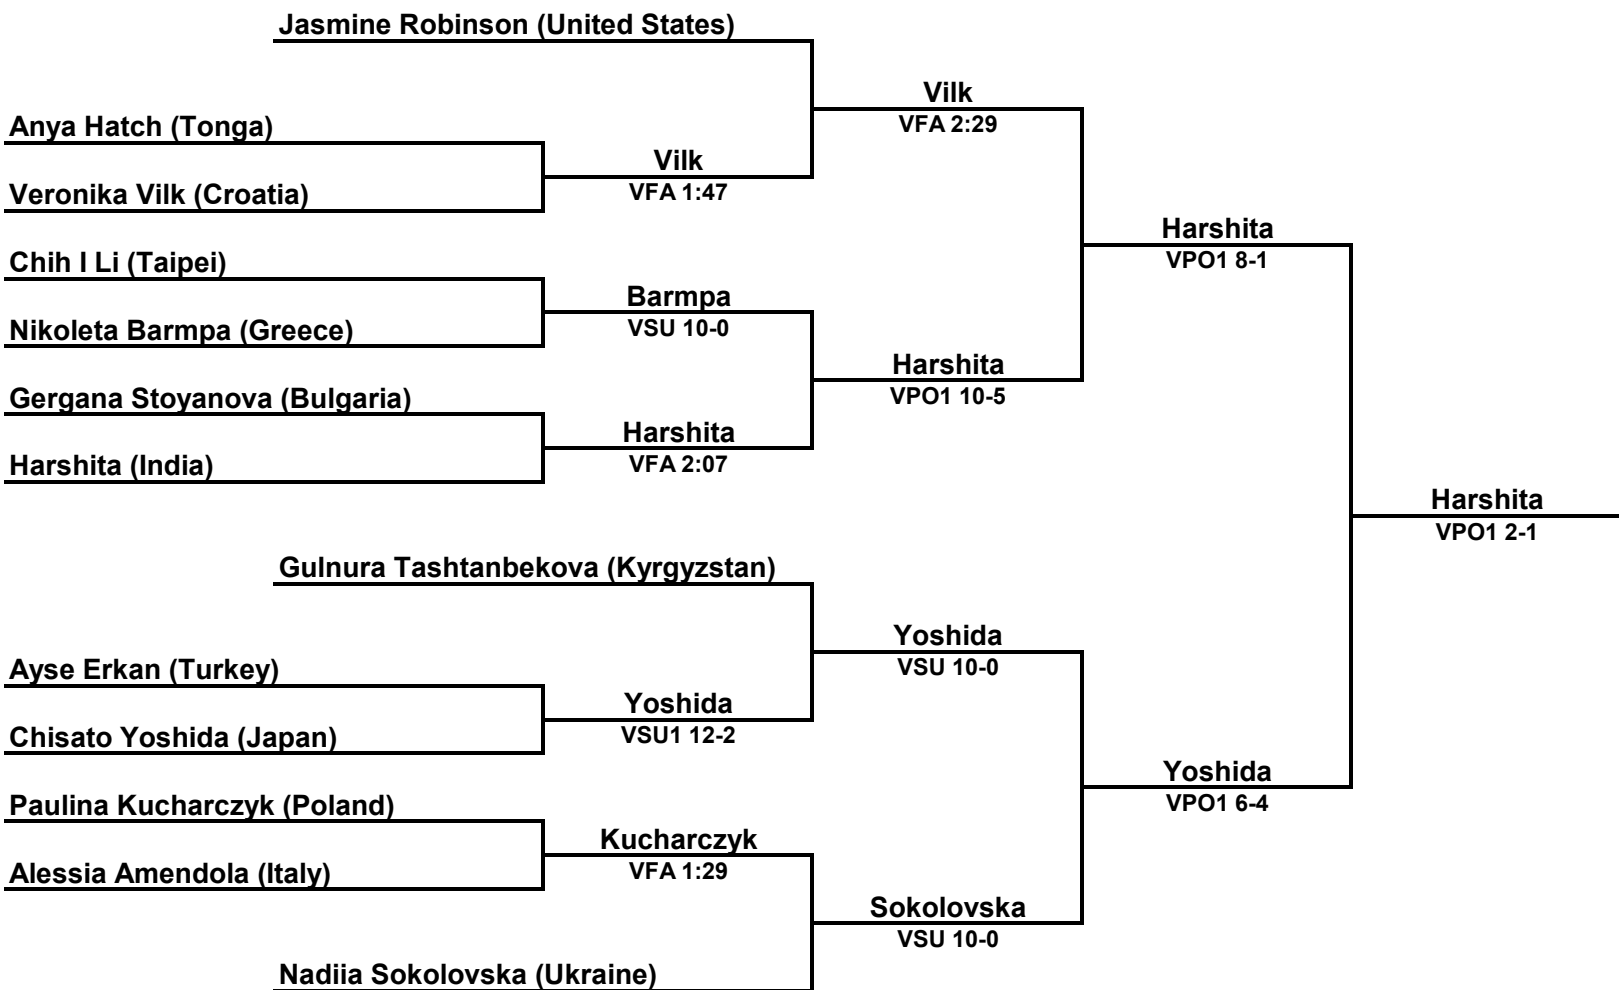 Jasmine Robinson (United States)
Vilk
VFA 2:29
Anya Hatch (Tonga)
Vilk
VFA 1:47
Veronika Vilk (Croatia)
Harshita
VPO1 8-1
Chih I Li (Taipei)
Barmpa
VSU 10-0
Nikoleta Barmpa (Greece)
Harshita
VPO1 10-5
Gergana Stoyanova (Bulgaria)
Harshita
VFA 2:07
Harshita (India)
Harshita
VPO1 2-1
Gulnura Tashtanbekova (Kyrgyzstan)
Yoshida
VSU 10-0
Ayse Erkan (Turkey)
Yoshida
VSU1 12-2
Chisato Yoshida (Japan)
Yoshida
VPO1 6-4
Paulina Kucharczyk (Poland)
Kucharczyk
VFA 1:29
Alessia Amendola (Italy)
Sokolovska
VSU 10-0
Nadiia Sokolovska (Ukraine)